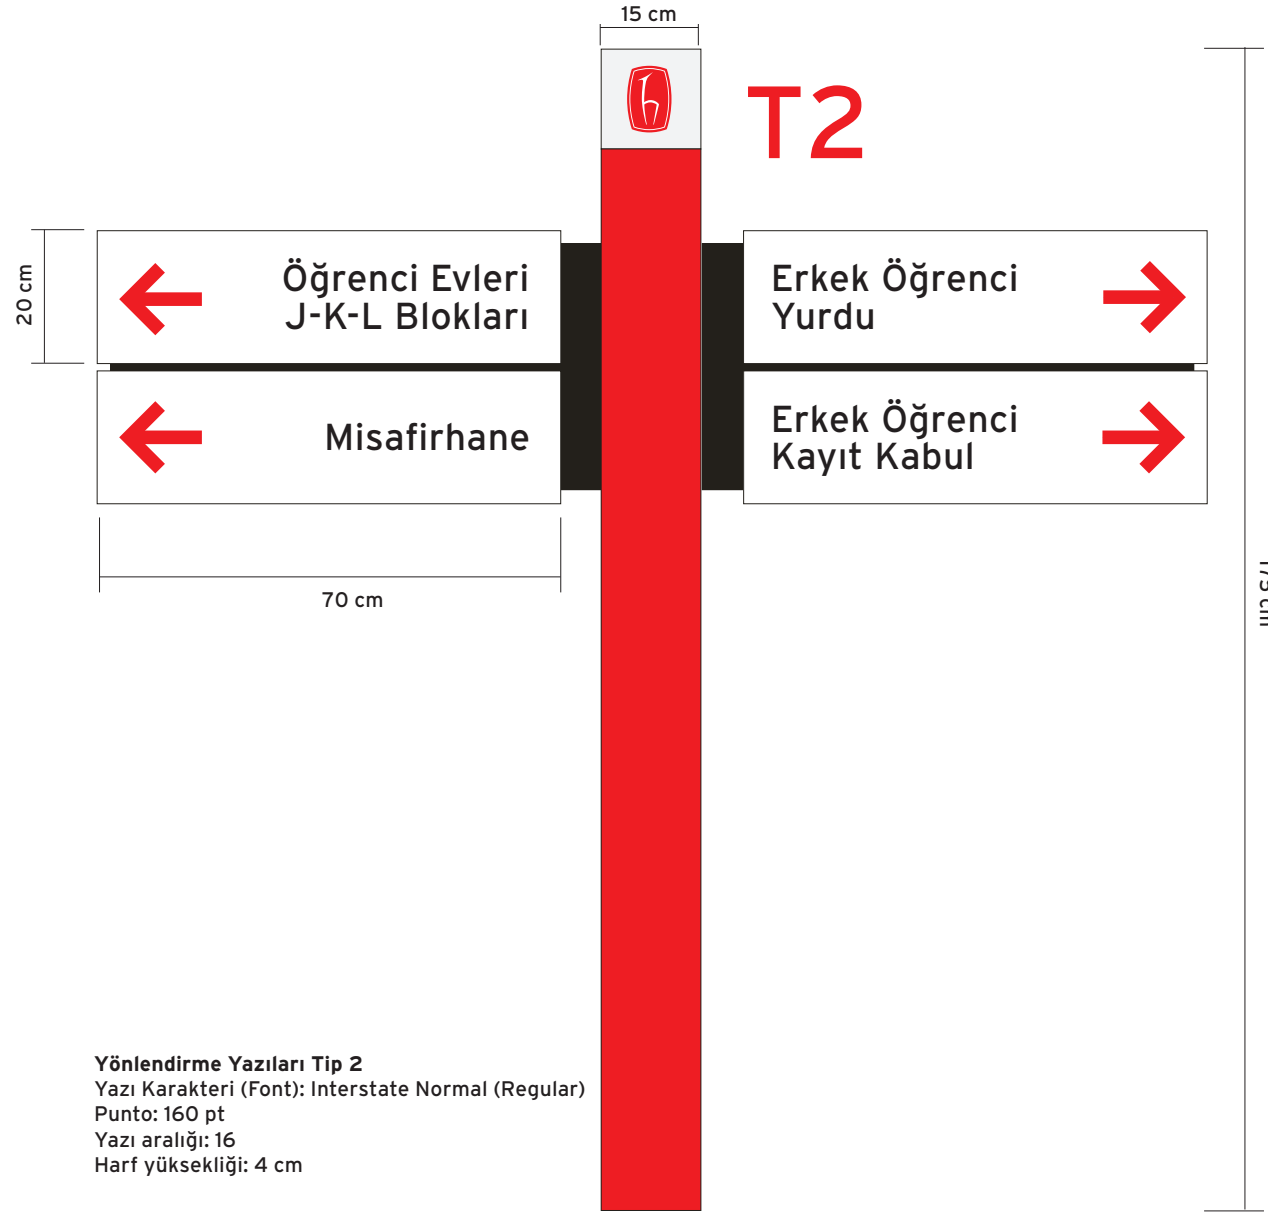 15 cm
T2
20 cm
Öğrenci Evleri
J-K-L Blokları
Erkek Öğrenci
Yurdu
Misafirhane
Erkek Öğrenci
Kayıt Kabul
175 cm
70 cm
Yönlendirme Yazıları Tip 2
Yazı Karakteri (Font): Interstate Normal (Regular)
Punto: 160 pt
Yazı aralığı: 16
Harf yüksekliği: 4 cm